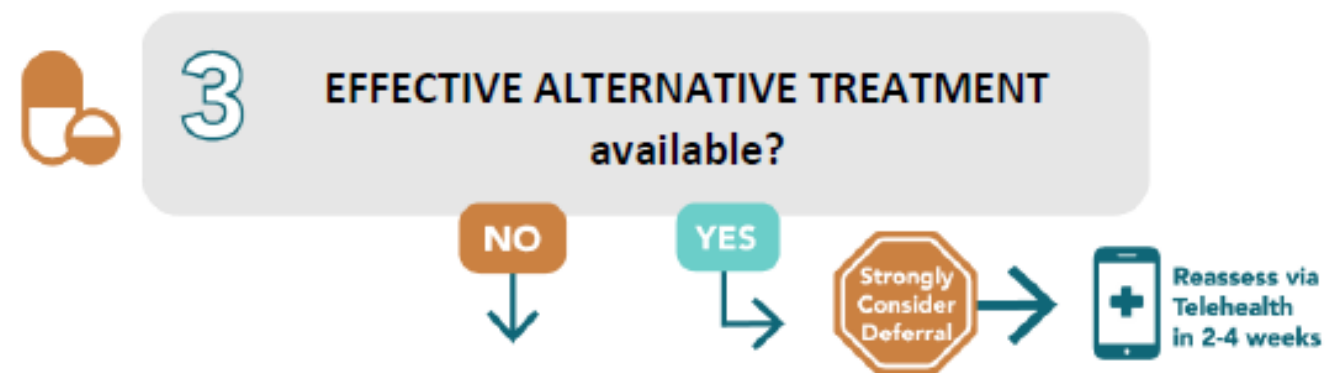 3
EFFECTIVE ALTERNATIVE TREATMENT
available?
NO
YES
Strongly
Consider
Deferral
Reassess via
Telehealth
in 2-4 weeks